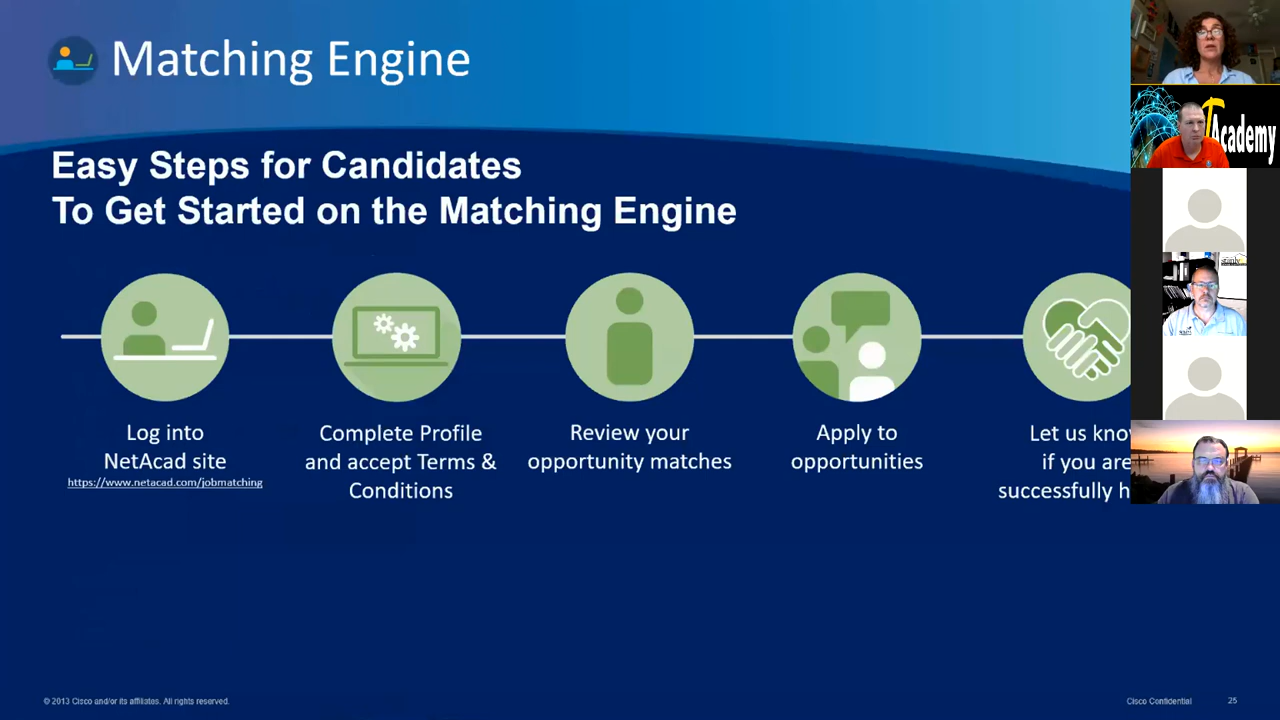 Matching Engine
Easy Steps for Candidates
To Get Started on the Matching Engine
Log into
NetAcad site
https://www.netacad.com/jobmatching
Complete Profile
and accept Terms &
Conditions
Review your
opportunity matches
Apply to
opportunities
Let us
if you are
successfully
Academy
© 2013 Cisco and/or its affiliates. All rights reserved.
Cisco Confidential
25